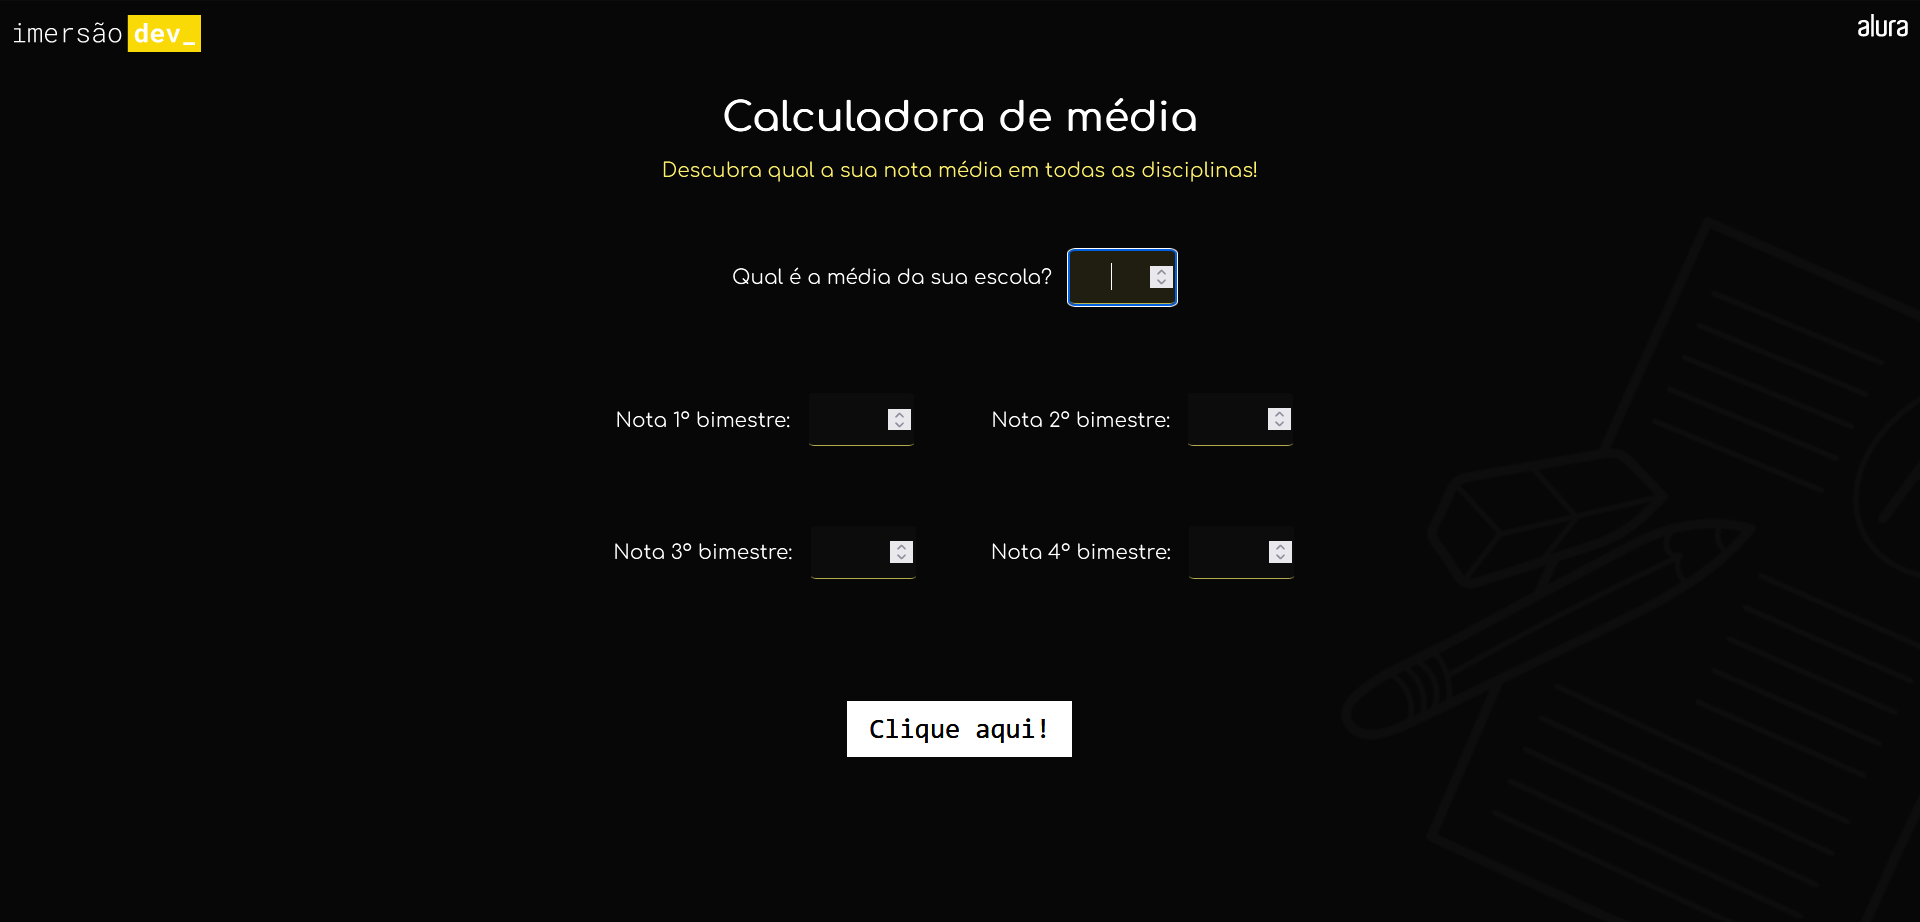 imersão dev_
alura
Calculadora de média
Descubra qual a sua nota média em todas as disciplinas!
Qual é a média da sua escola?
Nota 1º bimestre:
Nota 2º bimestre:
Nota 3º bimestre:
Nota 4º bimestre:
Clique aqui!